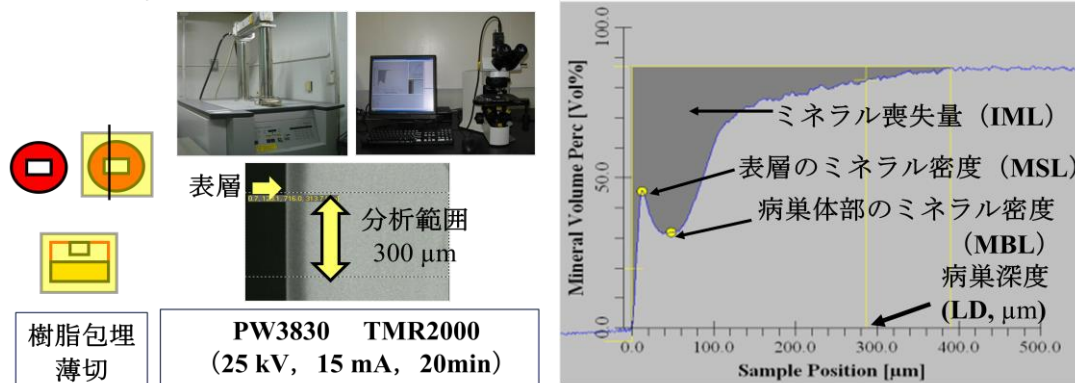 表層
分析範囲
300 μm
樹脂包埋
薄切
PW3830 TMR2000
(25 kV, 15 mA, 20min)
Mineral Volume Perc [Vol%]
100.0
50.0
0.0
ミネラル喪失量(IML)
表層のミネラル密度(MSL)
病巣体部のミネラル密度
(MBL)
病巣深度
(LD, μm)
0.0 100.0 200.0 300.0 400.0 500.0
Sample Position [μm]